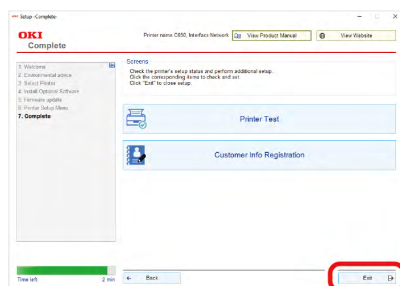 Setup -Complete-
OKI
Complete
Printer name C650, Interface Network
View Product Manual
View Website
1. Welcome
2. Environmental advice
3. Select Printer
4. Install Optional Software
5. Firmware update
6. Printer Setup Menu
7. Complete
Screens
Check the printer's setup status and perform additional setup.
Click the corresponding items to check and set.
Click "Exit" to close setup.
Printer Test
Customer Info Registration
Time left
2 min
Back
Exit